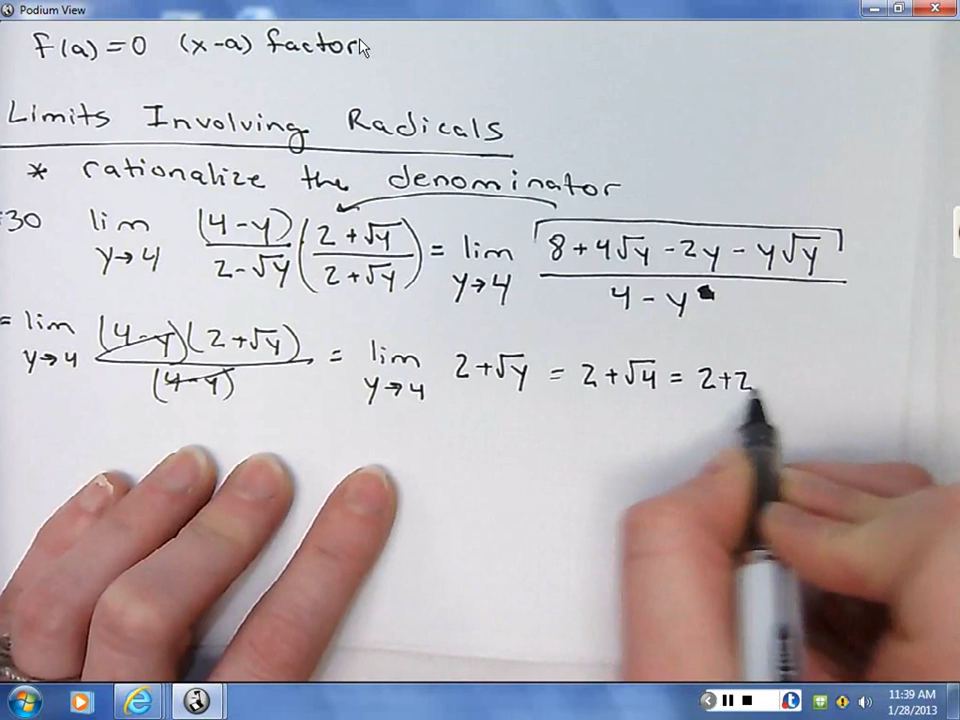 Podium View
F(a)=0 (x-a) factor
Limits Involving Radicals
* rationalize the denominator
30 lim y→4 (4-y)/(2-√y) ((2+√y)/(2+√y)) = lim y→4 (8+4√y-2y-y√y)/(4-y)
= lim y→4 (4-y)(2+√y)/(4-y) = lim y→4 2+√y = 2+√4 = 2+2
11:39 AM
1/28/2013